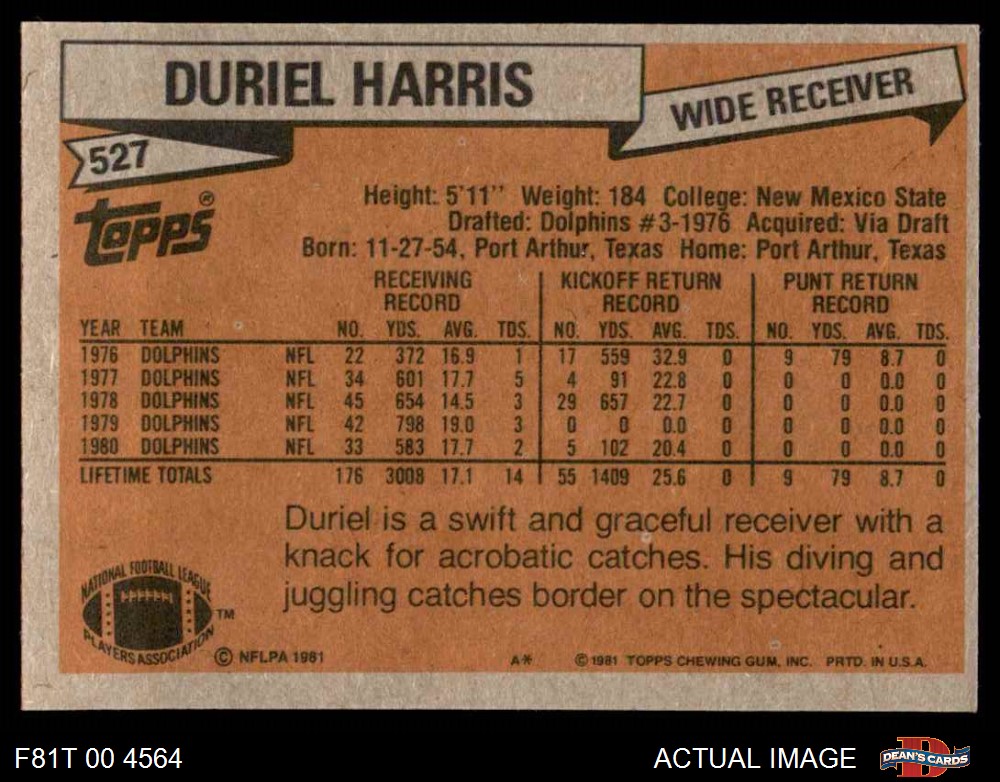 DURIEL HARRIS
WIDE RECEIVER
527
Topps®
Height: 5'11" Weight: 184 College: New Mexico State
Drafted: Dolphins #3-1976 Acquired: Via Draft
Born: 11-27-54, Port Arthur, Texas Home: Port Arthur, Texas
RECEIVING RECORD KICKOFF RETURN RECORD PUNT RETURN RECORD
YEAR TEAM NO. YDS. AVG. TDS. NO. YDS. AVG. TDS. NO. YDS. AVG. TDS.
1976 DOLPHINS NFL 22 372 16.9 1 17 559 32.9 0 9 79 8.7 0
1977 DOLPHINS NFL 34 601 17.7 5 4 91 22.8 0 0 0 0.0 0
1978 DOLPHINS NFL 45 654 14.5 3 29 657 22.7 0 0 0 0.0 0
1979 DOLPHINS NFL 42 798 19.0 3 0 0 0.0 0 0 0 0.0 0
1980 DOLPHINS NFL 33 583 17.7 2 5 102 20.4 0 0 0 0.0 0
LIFETIME TOTALS 176 3008 17.1 14 55 1409 25.6 0 9 79 8.7 0
Duriel is a swift and graceful receiver with a
knack for acrobatic catches. His diving and
juggling catches border on the spectacular.
NATIONAL FOOTBALL LEAGUE
PLAYERS ASSOCIATION
TM
© NFLPA 1981
A* © 1981 TOPPS CHEWING GUM, INC. PRTD. IN U.S.A.
F81T 00 4564
ACTUAL IMAGE
DEAN'S CARDS